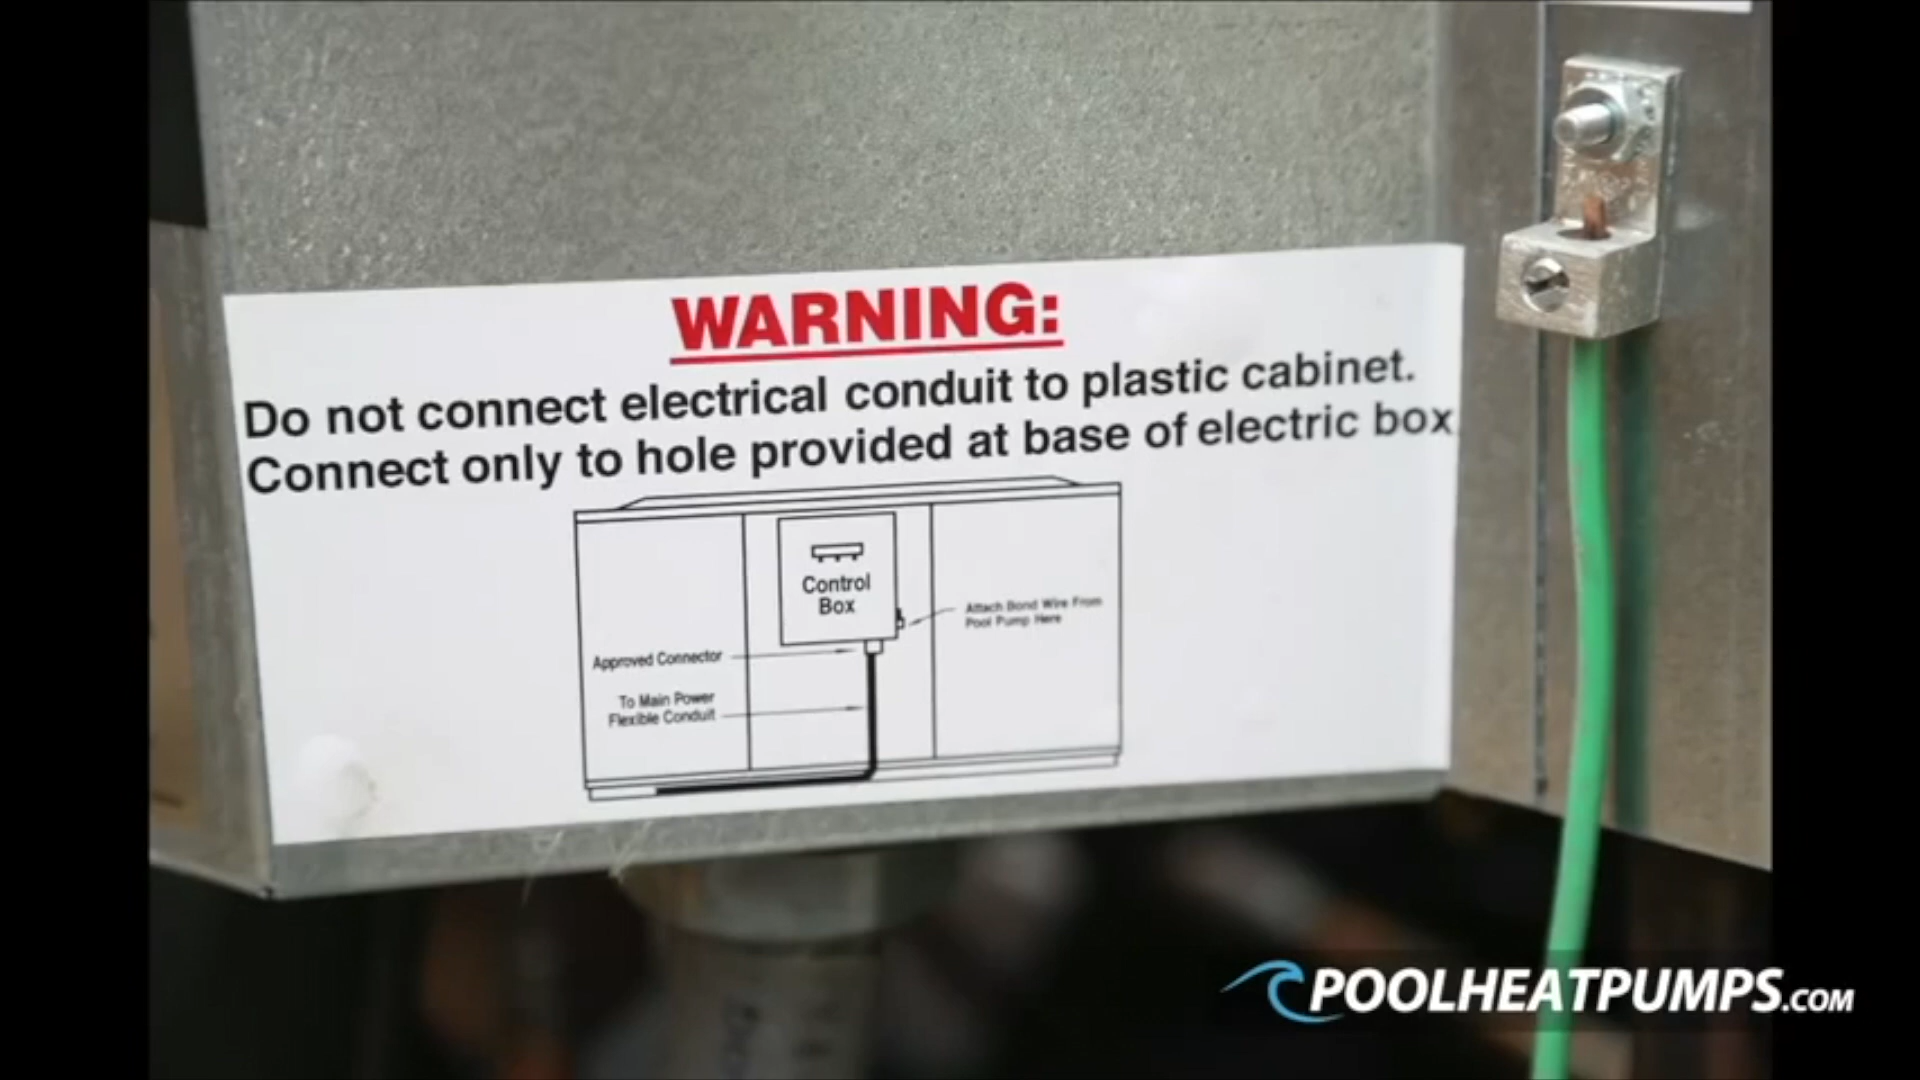 WARNING:
Do not connect electrical conduit to plastic cabinet.
Connect only to hole provided at base of electric box
Control
Box
Attach Bond Wire From
Pool Pump Here
Approved Connector
To Main Power
Flexible Conduit
POOLHEATPUMPS.COM